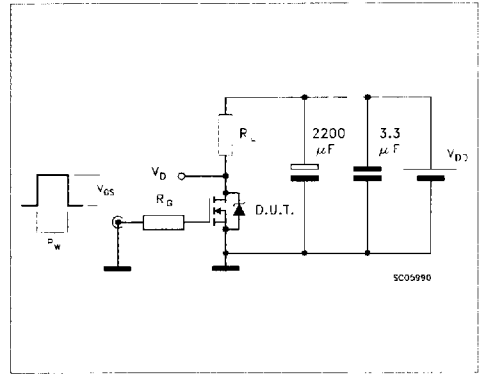 R_L
2200
μF
3.3
μF
V_DD
V_D
V_GS
R_G
D.U.T.
P_W
SC05990